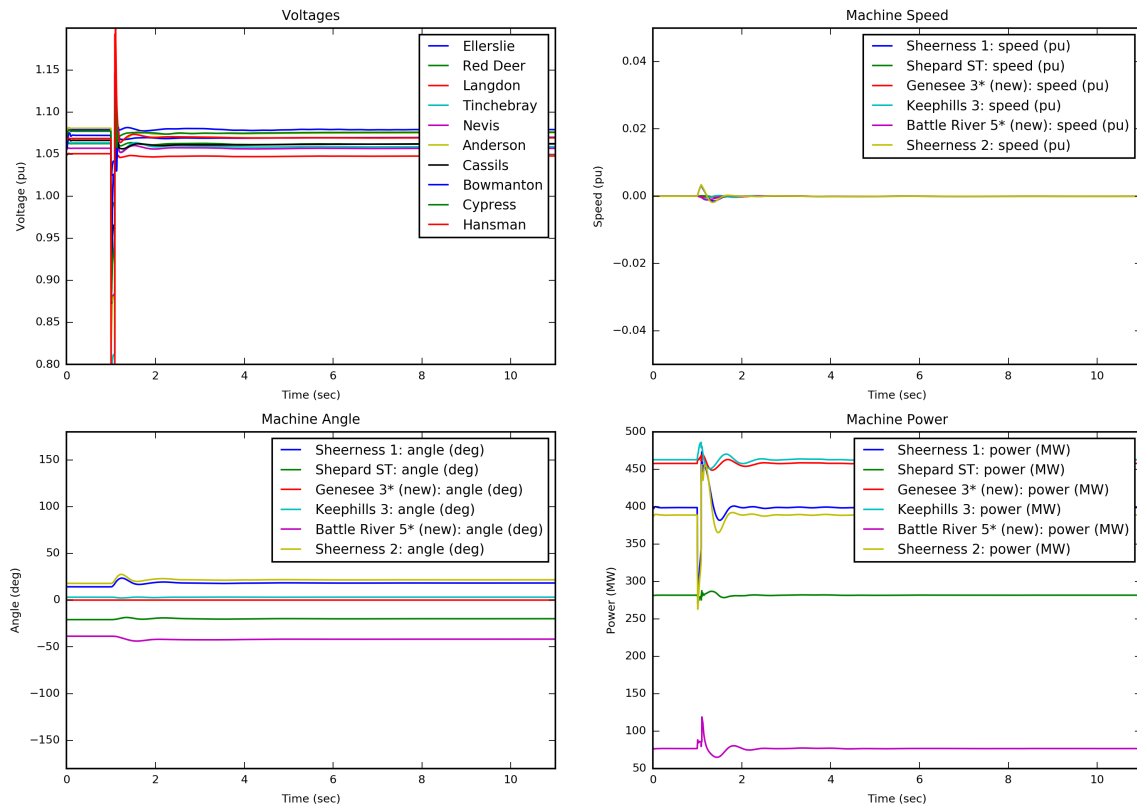 Voltages
1.15
1.10
1.05
1.00
0.95
0.90
0.85
0.80
Voltage (pu)
0
2
4
6
8
10
Time (sec)
Ellerslie
Red Deer
Langdon
Tinchebray
Nevis
Anderson
Cassils
Bowmanton
Cypress
Hansman
Machine Speed
0.04
0.02
0.00
−0.02
−0.04
Speed (pu)
0
2
4
6
8
10
Time (sec)
Sheerness 1: speed (pu)
Shepard ST: speed (pu)
Genesee 3* (new): speed (pu)
Keephills 3: speed (pu)
Battle River 5* (new): speed (pu)
Sheerness 2: speed (pu)
Machine Angle
150
100
50
0
−50
−100
−150
Angle (deg)
0
2
4
6
8
10
Time (sec)
Sheerness 1: angle (deg)
Shepard ST: angle (deg)
Genesee 3* (new): angle (deg)
Keephills 3: angle (deg)
Battle River 5* (new): angle (deg)
Sheerness 2: angle (deg)
Machine Power
500
450
400
350
300
250
200
150
100
50
Power (MW)
0
2
4
6
8
10
Time (sec)
Sheerness 1: power (MW)
Shepard ST: power (MW)
Genesee 3* (new): power (MW)
Keephills 3: power (MW)
Battle River 5* (new): power (MW)
Sheerness 2: power (MW)